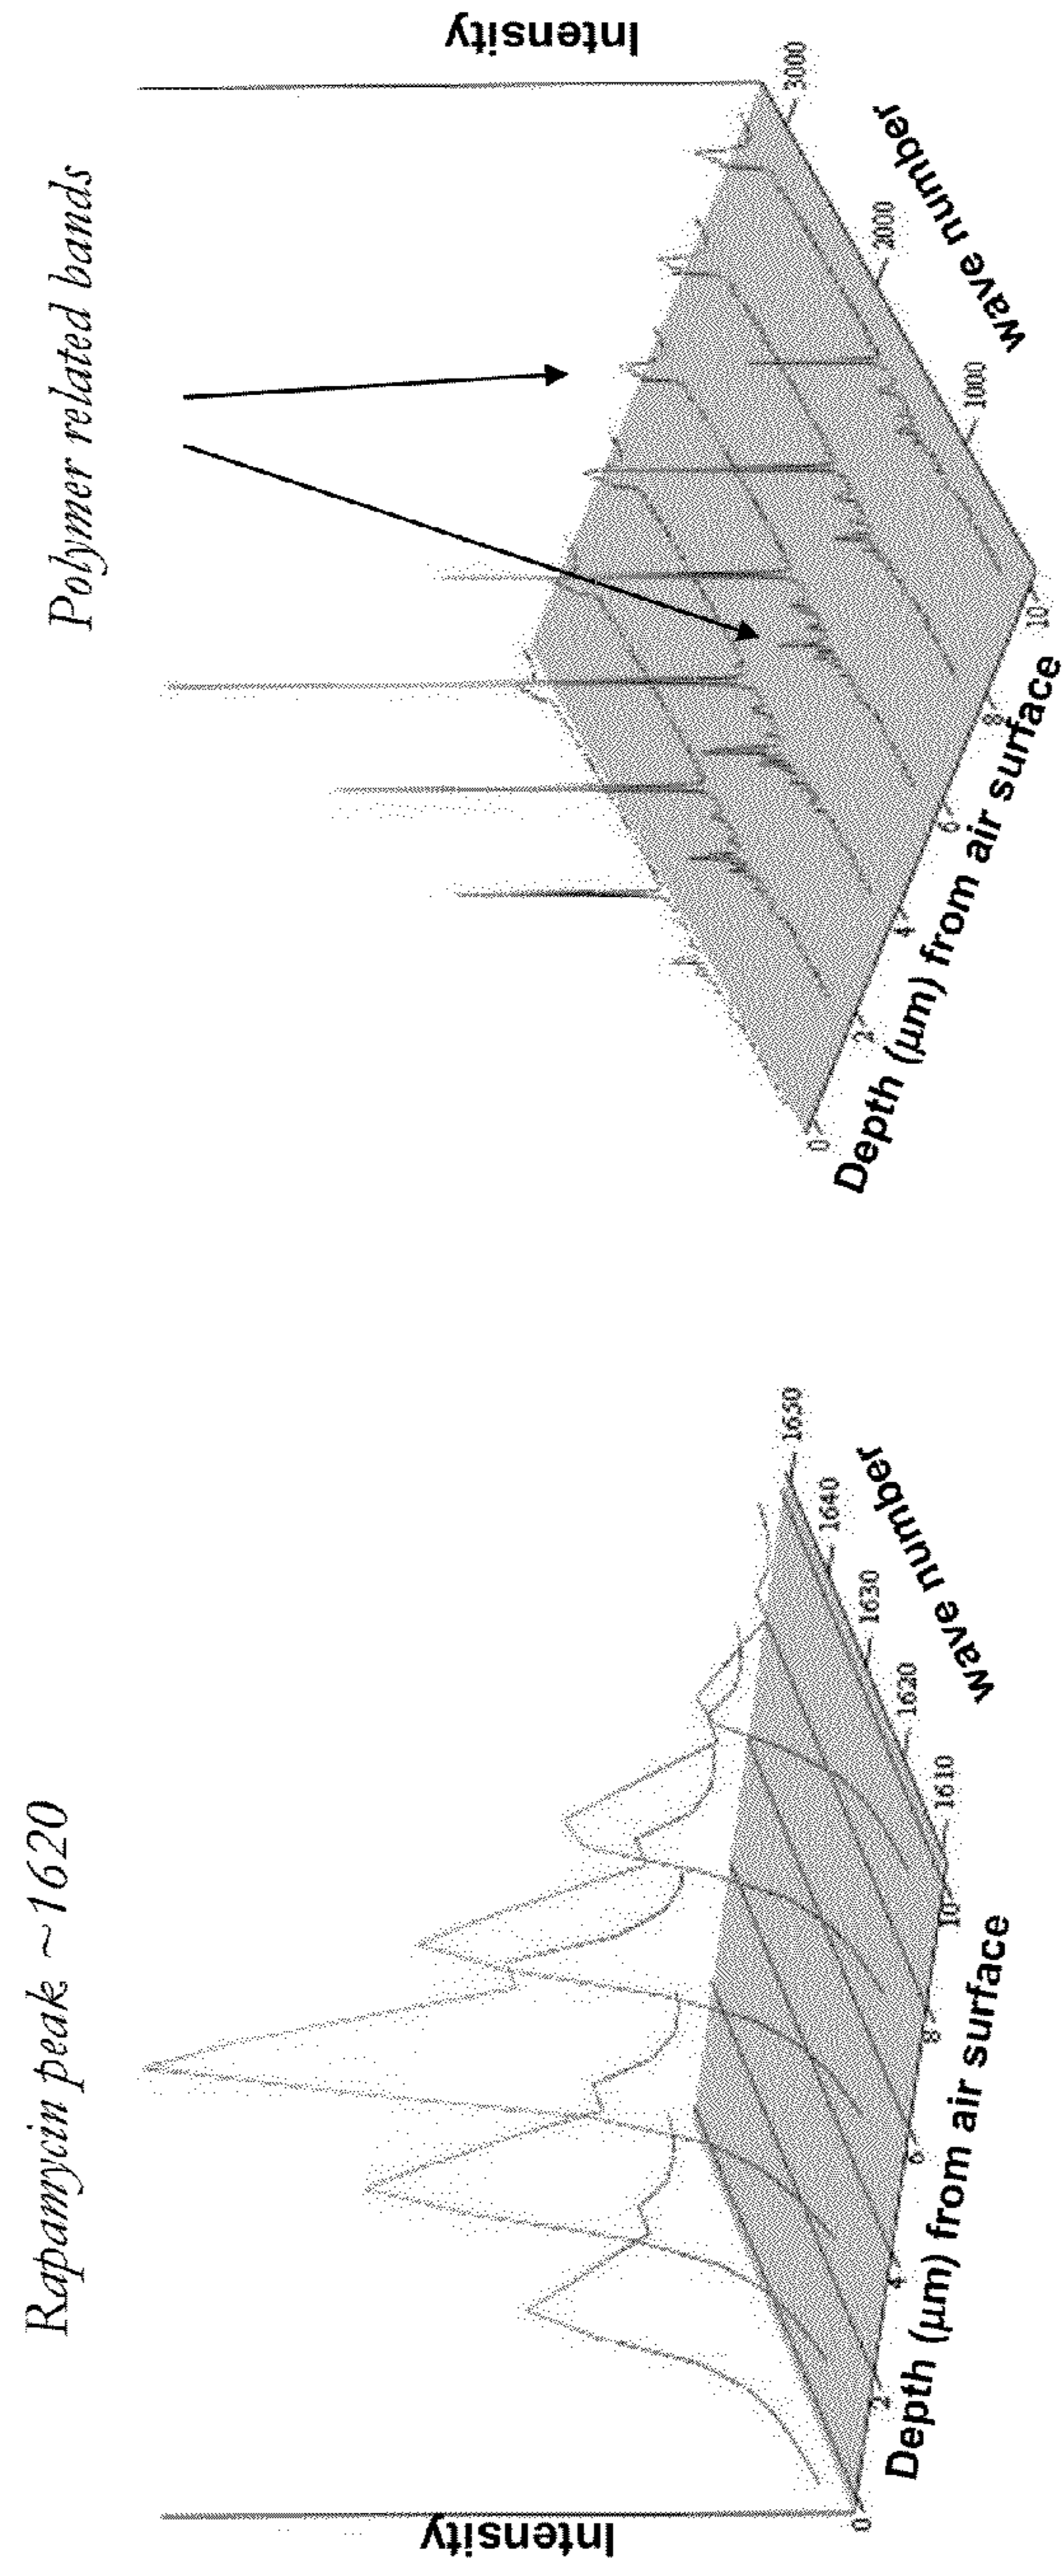 Rapamycin peak ~1620
Intensity
0
2
4
6
8
10
Depth (µm) from air surface
1610
1620
1630
1640
1650
wave number
Polymer related bands
Intensity
0
2
4
6
8
10
Depth (µm) from air surface
1000
2000
3000
wave number